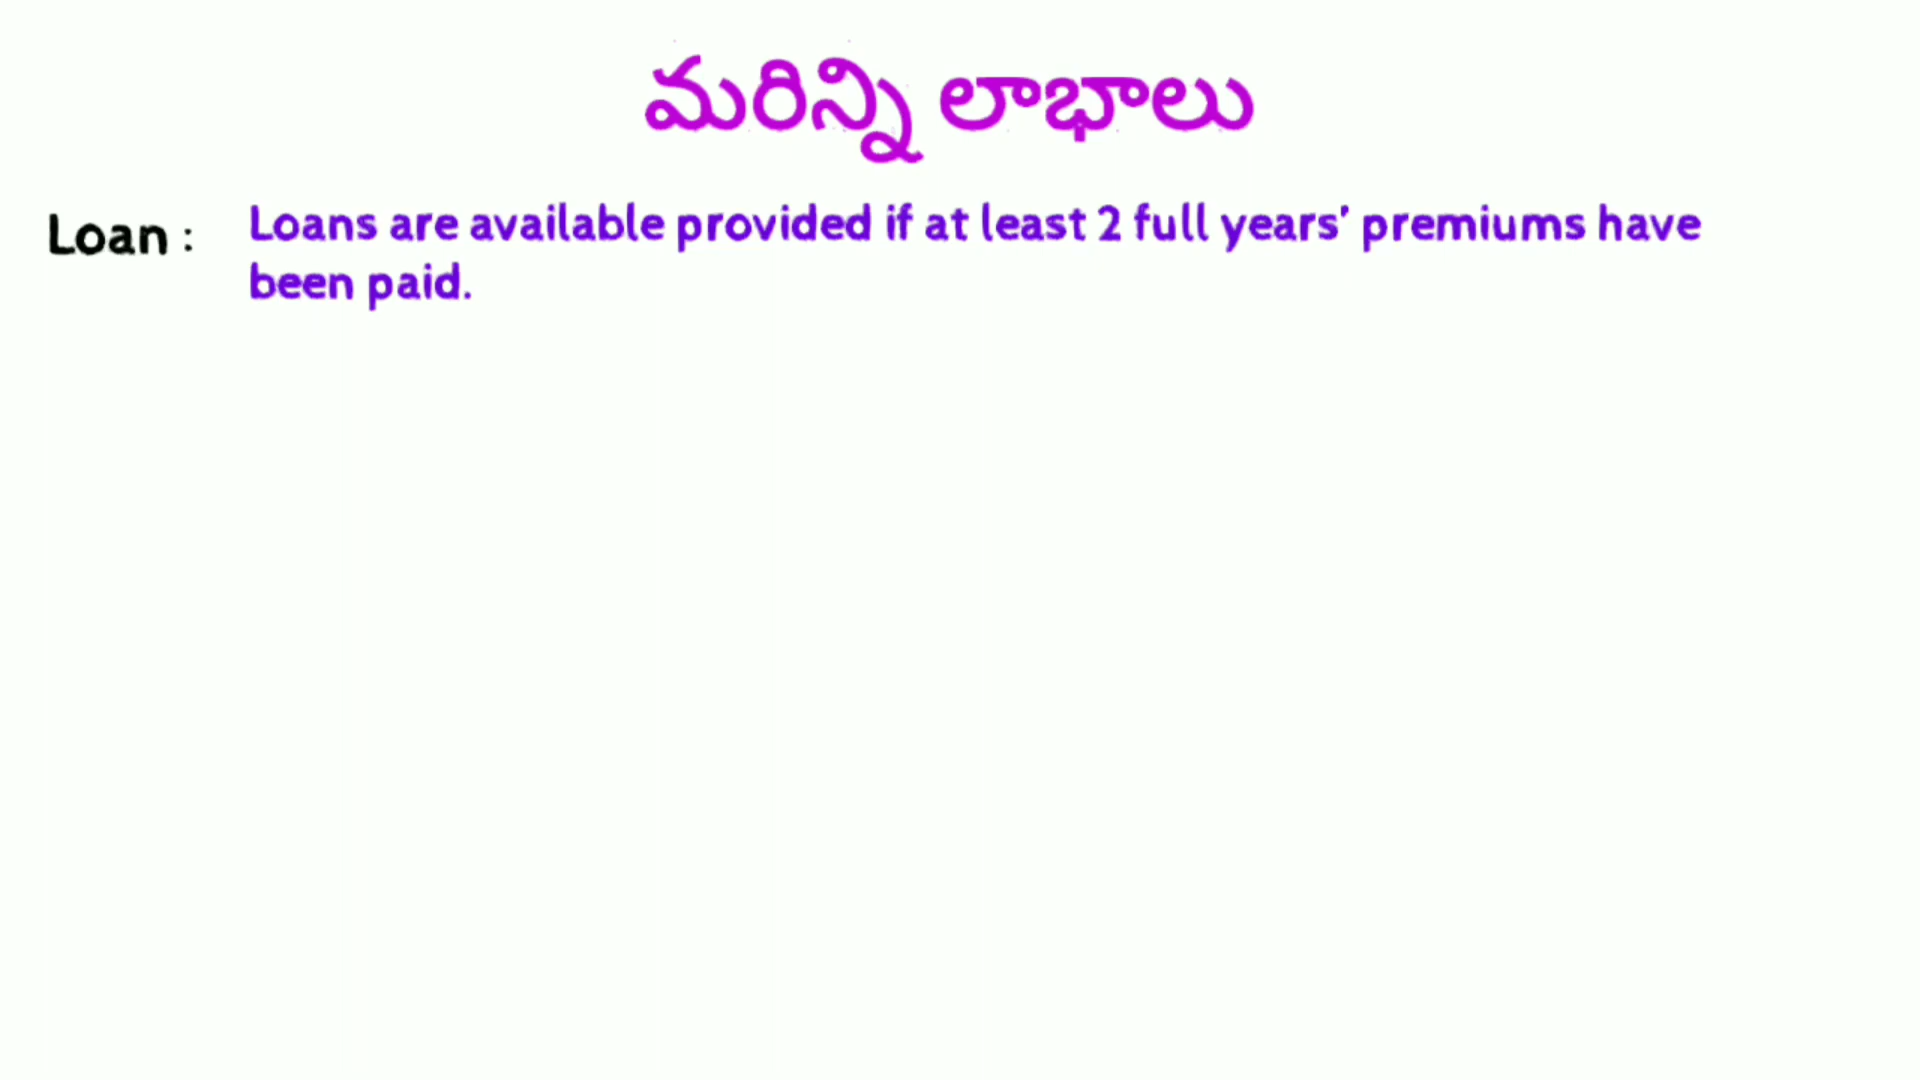 మరిన్ని లాభాలు
Loan : Loans are available provided if at least 2 full years' premiums have
been paid.